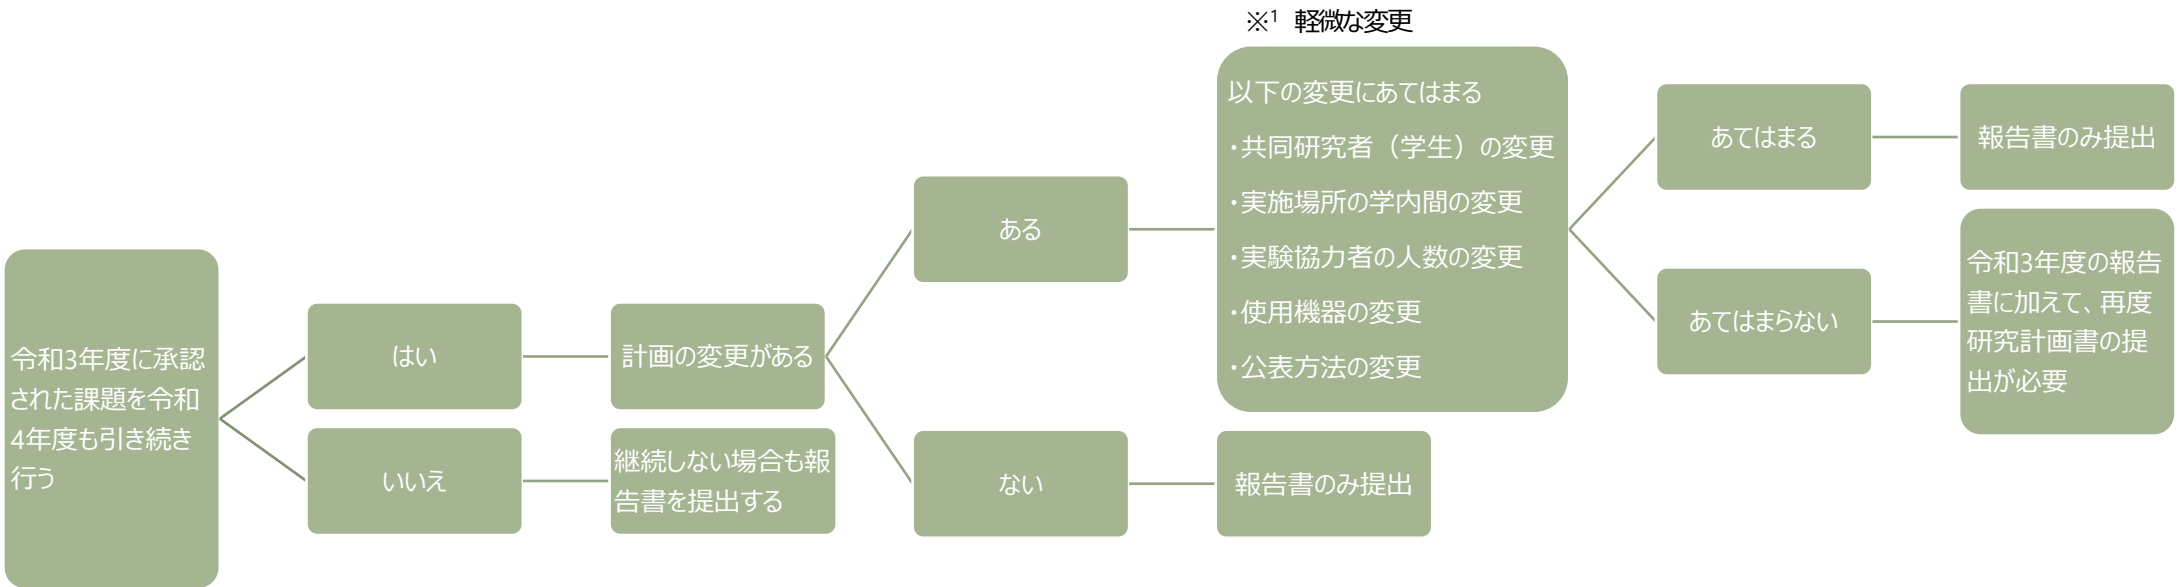 ※1 軽微な変更
以下の変更にあてはまる
・共同研究者（学生）の変更
・実施場所の学内間の変更
・実験協力者の人数の変更
・使用機器の変更
・公表方法の変更
あてはまる
報告書のみ提出
ある
令和3年度の報告
書に加えて、再度
研究計画書の提
出が必要
あてはまらない
令和3年度に承認
された課題を令和
4年度も引き続き
行う
はい
計画の変更がある
いいえ
継続しない場合も報
告書を提出する
ない
報告書のみ提出